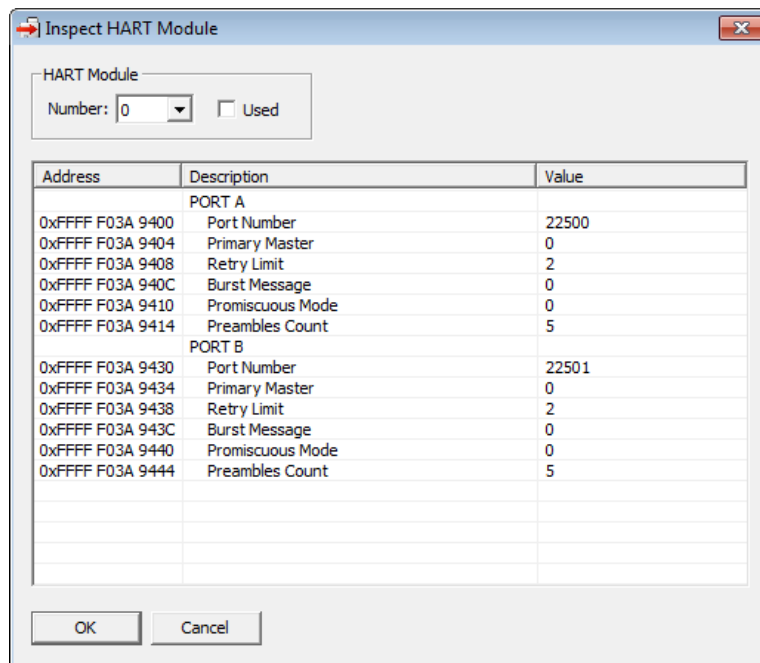 Inspect HART Module
HART Module
Number: 0 Used
Address Description Value
PORT A
0xFFFF F03A 9400 Port Number 22500
0xFFFF F03A 9404 Primary Master 0
0xFFFF F03A 9408 Retry Limit 2
0xFFFF F03A 940C Burst Message 0
0xFFFF F03A 9410 Promiscuous Mode 0
0xFFFF F03A 9414 Preambles Count 5
PORT B
0xFFFF F03A 9430 Port Number 22501
0xFFFF F03A 9434 Primary Master 0
0xFFFF F03A 9438 Retry Limit 2
0xFFFF F03A 943C Burst Message 0
0xFFFF F03A 9440 Promiscuous Mode 0
0xFFFF F03A 9444 Preambles Count 5
OK Cancel